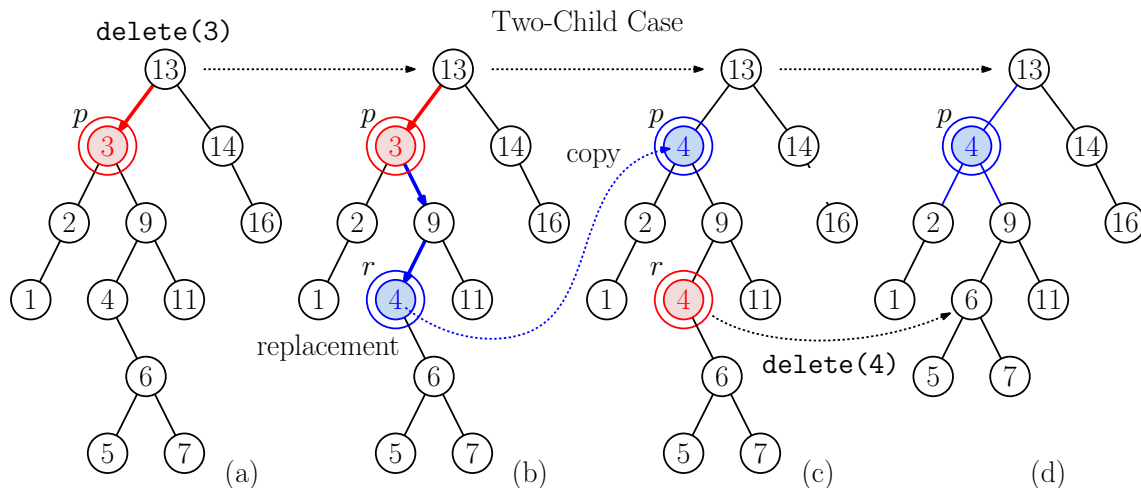 Two-Child Case
delete(3)
13 13 13 13
p p p p
3 14 3 14 copy 4 14 4 14
2 9 16 2 9 16 2 9 16 2 9 16
r r
1 4 11 1 4 11 1 4 11 1 6 11
replacement
delete(4)
6 6 6 5 7
5 7 5 7 5 7
(a) (b) (c) (d)